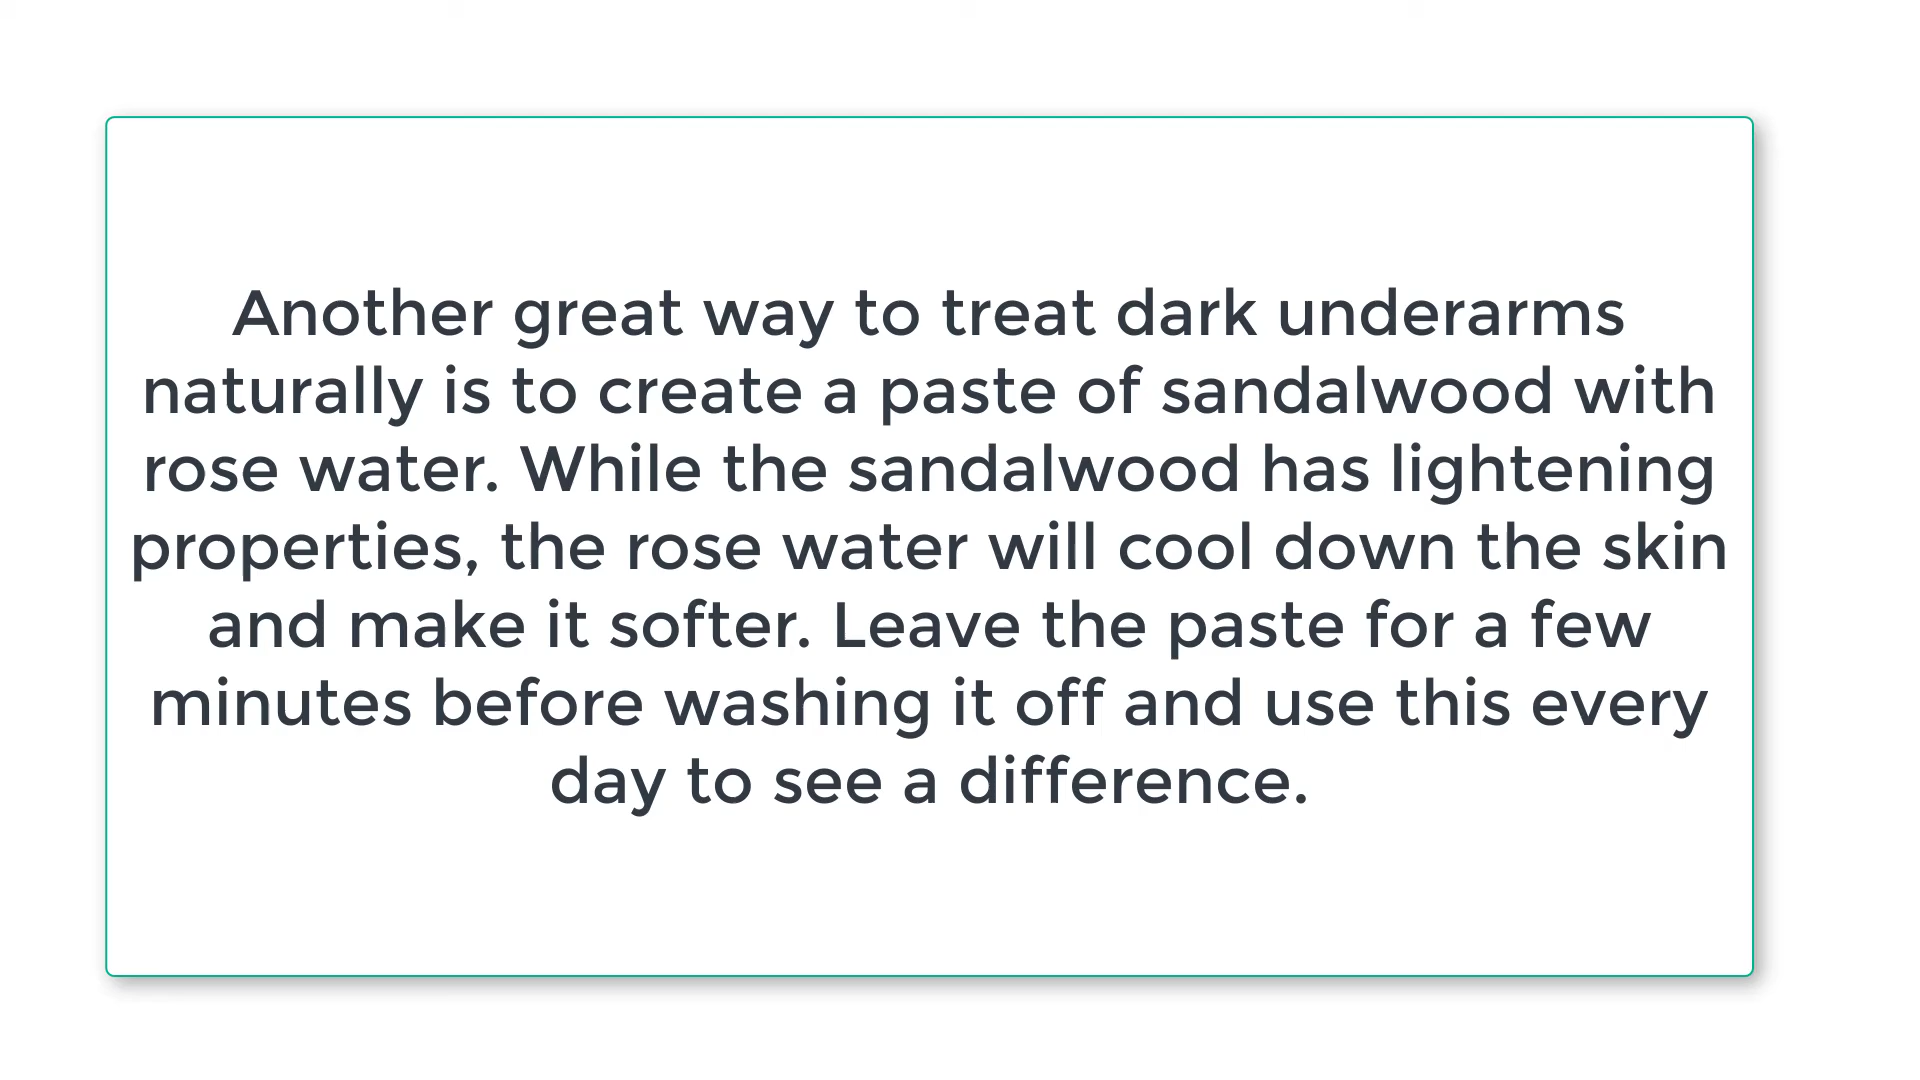 Another great way to treat dark underarms
naturally is to create a paste of sandalwood with
rose water. While the sandalwood has lightening
properties, the rose water will cool down the skin
and make it softer. Leave the paste for a few
minutes before washing it off and use this every
day to see a difference.